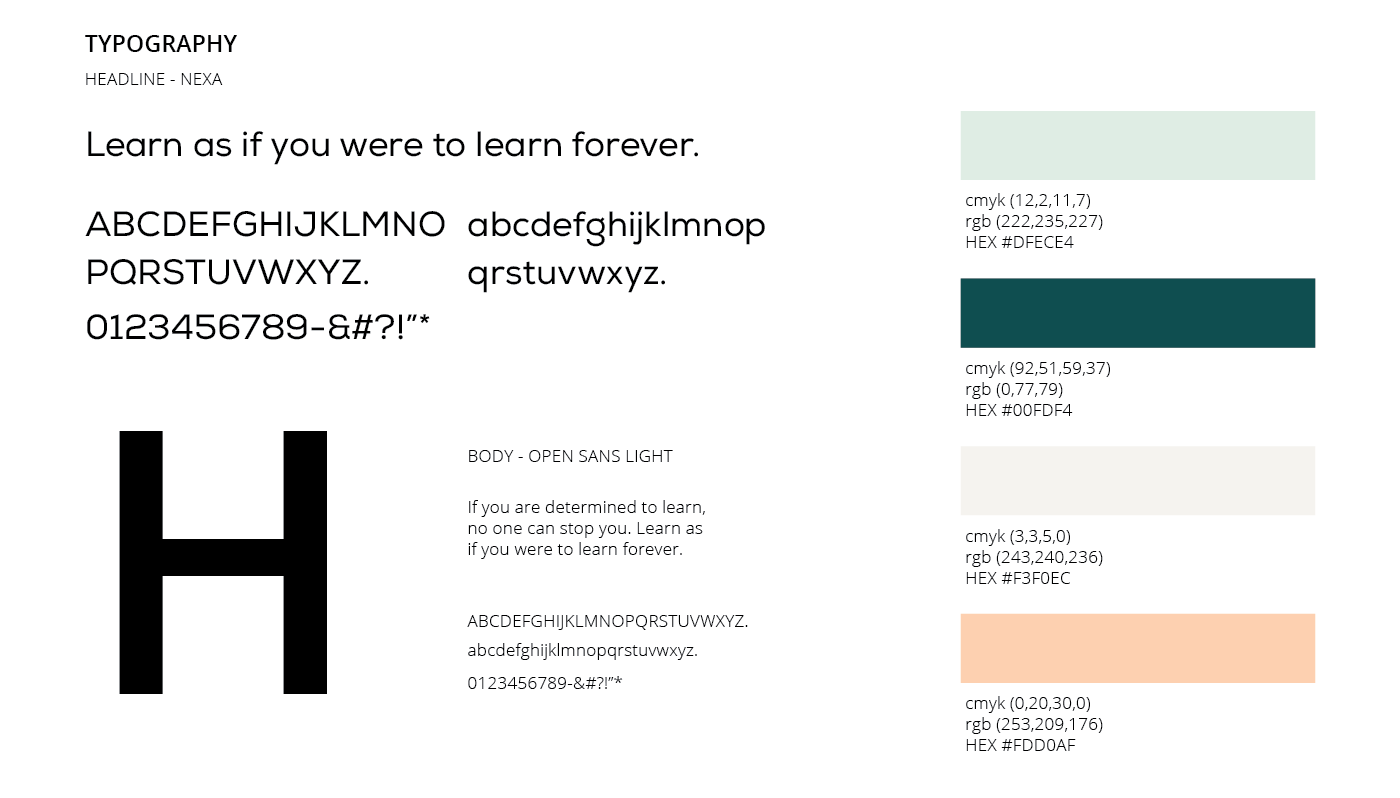 TYPOGRAPHY
HEADLINE - NEXA
Learn as if you were to learn forever.
ABCDEFGHIJKLMNO
PQRSTUVWXYZ.
abcdefghijklmnop
qrstuvwxyz.
0123456789-&#?!”*
H
BODY - OPEN SANS LIGHT
If you are determined to learn,
no one can stop you. Learn as
if you were to learn forever.
ABCDEFGHIJKLMNOPQRSTUVWXYZ.
abcdefghijklmnopqrstuvwxyz.
0123456789-&#?!”*
cmyk (12,2,11,7)
rgb (222,235,227)
HEX #DFECE4
cmyk (92,51,59,37)
rgb (0,77,79)
HEX #00FDF4
cmyk (3,3,5,0)
rgb (243,240,236)
HEX #F3F0EC
cmyk (0,20,30,0)
rgb (253,209,176)
HEX #FDD0AF